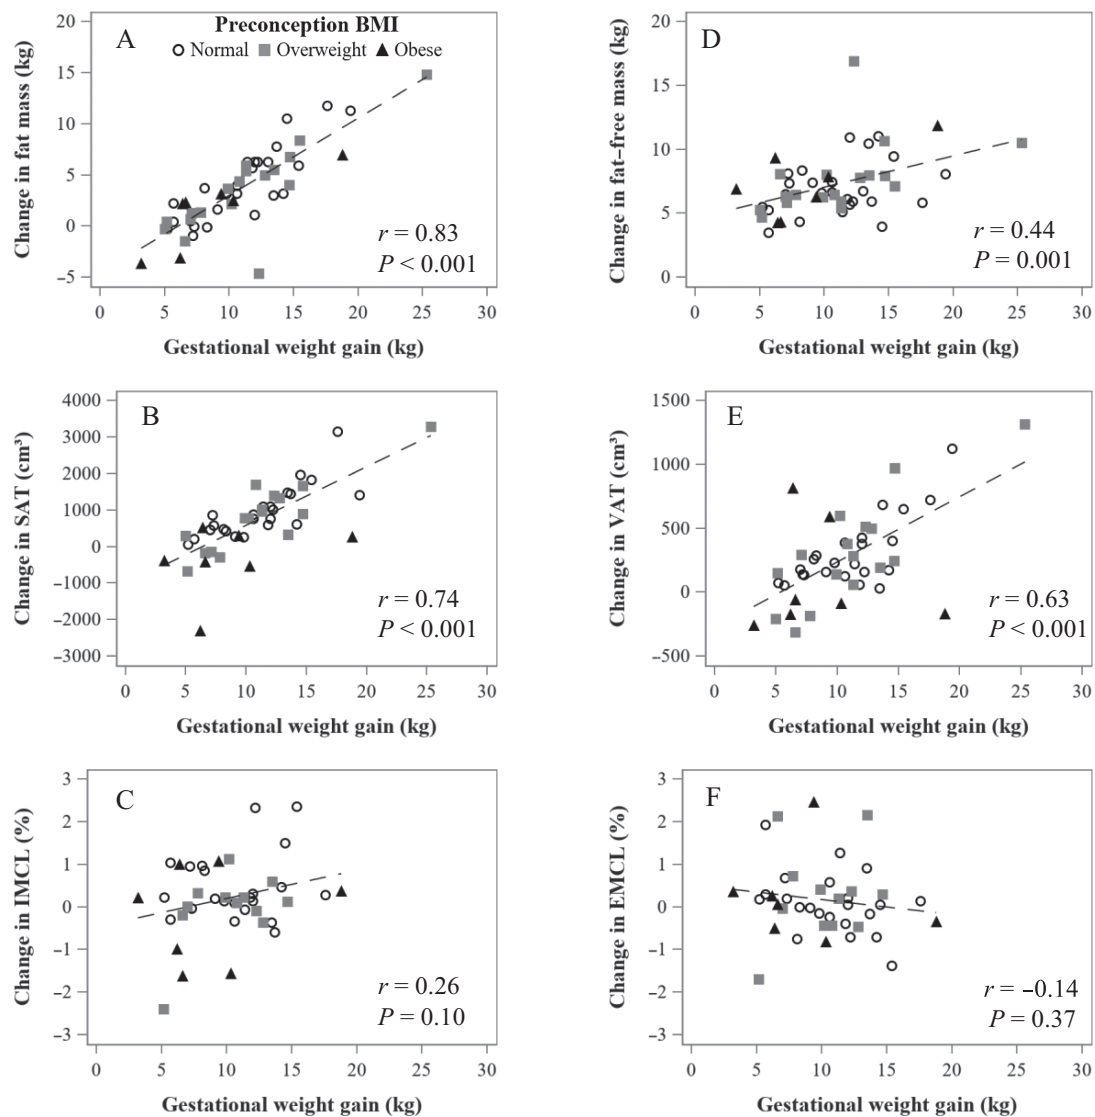 A
Preconception BMI
Normal Overweight Obese
Change in fat mass (kg)
20
15
10
5
0
−5
r = 0.83
P < 0.001
0 5 10 15 20 25 30
Gestational weight gain (kg)
D
Change in fat–free mass (kg)
20
15
10
5
0
r = 0.44
P = 0.001
0 5 10 15 20 25 30
Gestational weight gain (kg)
B
Change in SAT (cm³)
4000
3000
2000
1000
0
−1000
−2000
−3000
r = 0.74
P < 0.001
0 5 10 15 20 25 30
Gestational weight gain (kg)
E
Change in VAT (cm³)
1500
1000
500
0
−500
r = 0.63
P < 0.001
0 5 10 15 20 25 30
Gestational weight gain (kg)
C
Change in IMCL (%)
3
2
1
0
−1
−2
−3
r = 0.26
P = 0.10
0 5 10 15 20 25 30
Gestational weight gain (kg)
F
Change in EMCL (%)
3
2
1
0
−1
−2
−3
r = −0.14
P = 0.37
0 5 10 15 20 25 30
Gestational weight gain (kg)